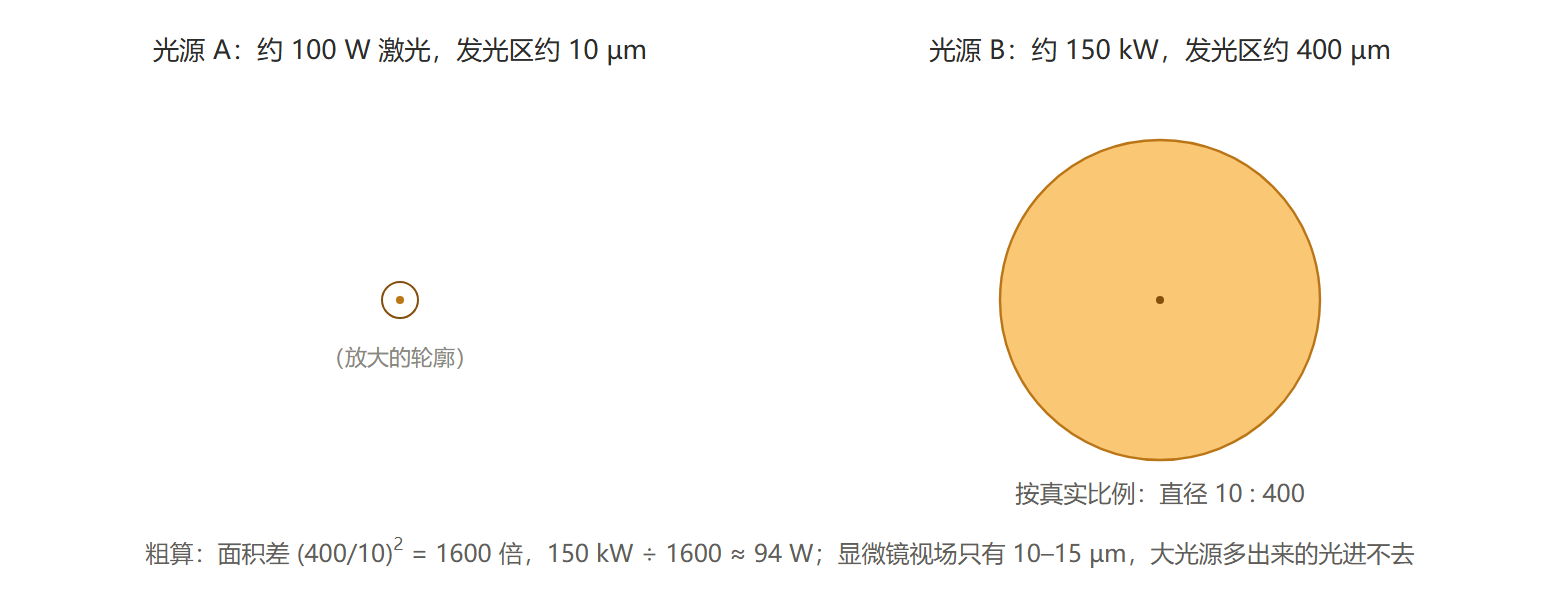 光源 A：约 100 W 激光，发光区约 10 μm
光源 B：约 150 kW，发光区约 400 μm
（放大的轮廓）
按真实比例：直径 10 : 400
粗算：面积差 (400/10)² = 1600 倍，150 kW ÷ 1600 ≈ 94 W；显微镜视场只有 10–15 μm，大光源多出来的光进不去